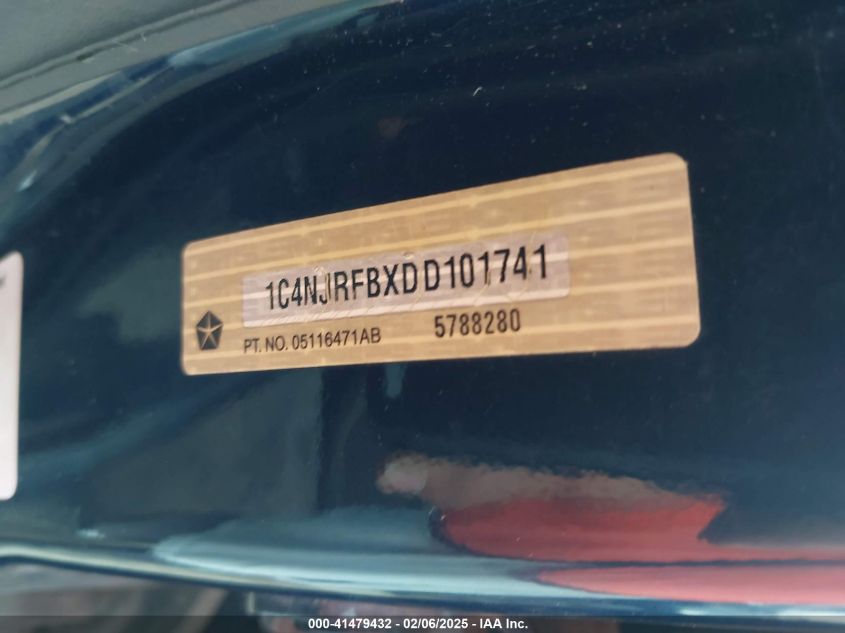 1C4NJRFBXDD101741
PT. NO. 05116471AB 5788280
000-41479432 - 02/06/2025 - IAA Inc.